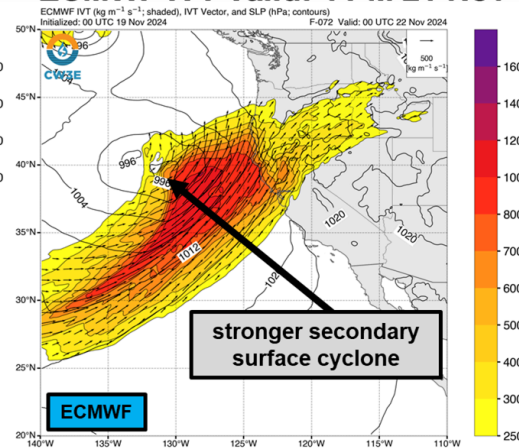 ECMWF IVT (kg m⁻¹ s⁻¹; shaded), IVT Vector, and SLP (hPa; contours)
Initialized: 00 UTC 19 Nov 2024 F-072 Valid: 00 UTC 22 Nov 2024
50°N
996
CW3E
500
kg m⁻¹ s⁻¹
160
45°N
140
120
40°N
996
996
100
1004
800
35°N
1020
1020
700
1012
600
30°N
102
500
stronger secondary
surface cyclone
400
25°N
300
ECMWF
250
20°N
140°W 135°W 130°W 125°W 120°W 115°W 110°W